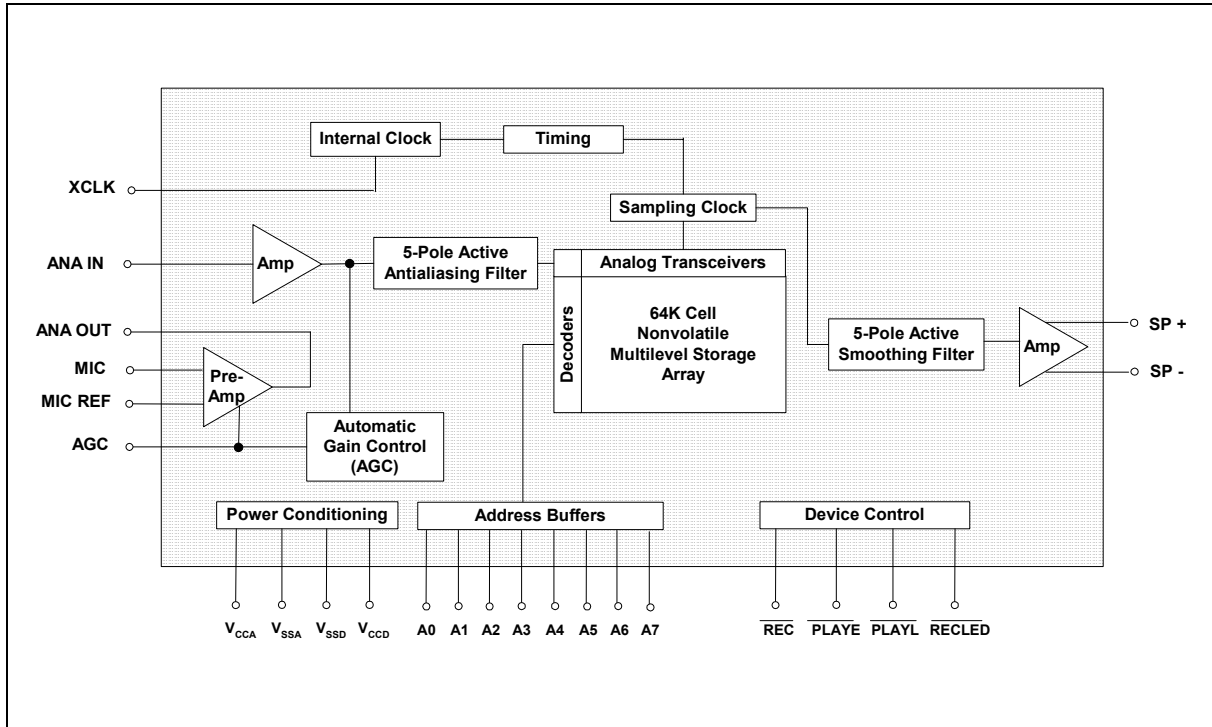 Internal Clock
Timing
XCLK
Sampling Clock
ANA IN
Amp
5-Pole Active
Antialiasing Filter
Analog Transceivers
Decoders
64K Cell
Nonvolatile
Multilevel Storage
Array
5-Pole Active
Smoothing Filter
Amp
SP +
SP -
ANA OUT
MIC
Pre-
Amp
MIC REF
AGC
Automatic
Gain Control
(AGC)
Power Conditioning
Address Buffers
Device Control
VCCA VSSA VSSD VCCD A0 A1 A2 A3 A4 A5 A6 A7 REC PLAYE PLAYL RECLED